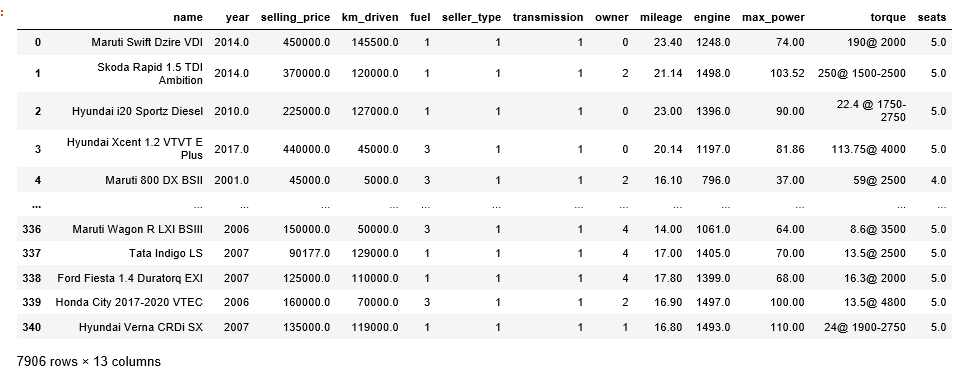 name year selling_price km_driven fuel seller_type transmission owner mileage engine max_power torque seats
0 Maruti Swift Dzire VDI 2014.0 450000.0 145500.0 1 1 1 0 23.40 1248.0 74.00 190@ 2000 5.0
1 Skoda Rapid 1.5 TDI
Ambition 2014.0 370000.0 120000.0 1 1 1 2 21.14 1498.0 103.52 250@ 1500-2500 5.0
2 Hyundai i20 Sportz Diesel 2010.0 225000.0 127000.0 1 1 1 0 23.00 1396.0 90.00 22.4 @ 1750-
2750 5.0
3 Hyundai Xcent 1.2 VTVT E
Plus 2017.0 440000.0 45000.0 3 1 1 0 20.14 1197.0 81.86 113.75@ 4000 5.0
4 Maruti 800 DX BSII 2001.0 45000.0 5000.0 3 1 1 2 16.10 796.0 37.00 59@ 2500 4.0
... ... ... ... ... ... ... ... ... ... ... ... ... ...
336 Maruti Wagon R LXI BSIII 2006 150000.0 50000.0 3 1 1 4 14.00 1061.0 64.00 8.6@ 3500 5.0
337 Tata Indigo LS 2007 90177.0 129000.0 1 1 1 4 17.00 1405.0 70.00 13.5@ 2500 5.0
338 Ford Fiesta 1.4 Duratorq EXI 2007 125000.0 110000.0 1 1 1 4 17.80 1399.0 68.00 16.3@ 2000 5.0
339 Honda City 2017-2020 VTEC 2006 160000.0 70000.0 3 1 1 2 16.90 1497.0 100.00 13.5@ 4800 5.0
340 Hyundai Verna CRDi SX 2007 135000.0 119000.0 1 1 1 1 16.80 1493.0 110.00 24@ 1900-2750 5.0
7906 rows × 13 columns